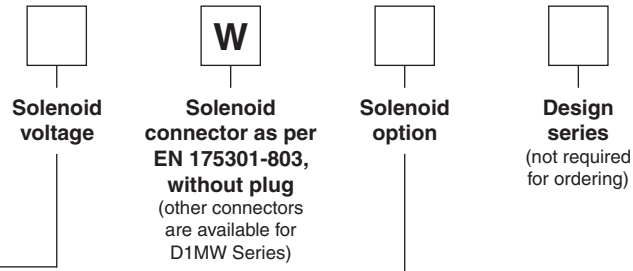 W
Solenoid
voltage
Solenoid
connector as per
EN 175301-803,
without plug
(other connectors
are available for
D1MW Series)
Solenoid
option
Design
series
(not required
for ordering)